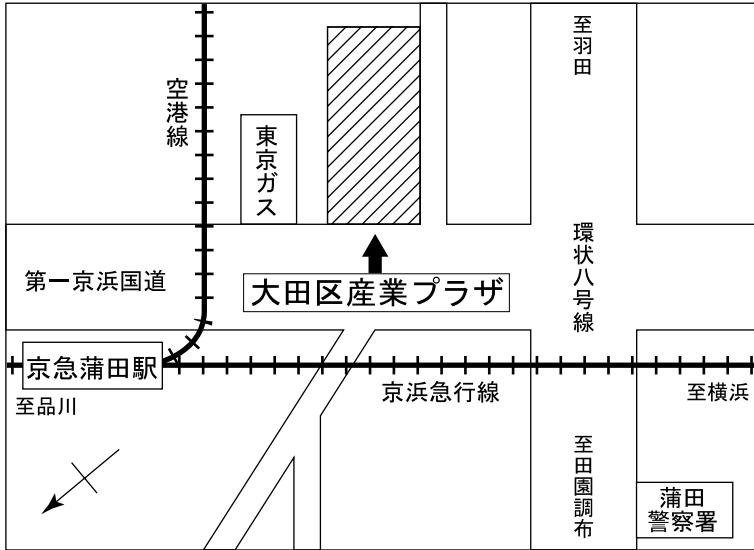 至羽田
空港線
東京ガス
環状八号線
第一京浜国道
大田区産業プラザ
京急蒲田駅
京浜急行線
至品川
至横浜
至田園調布
蒲田
警察署